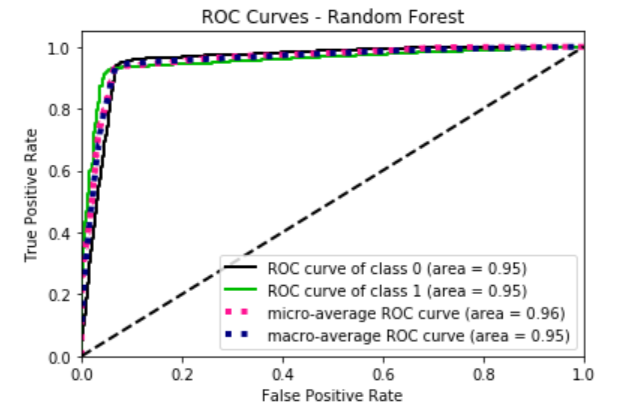 ROC Curves - Random Forest
True Positive Rate
1.0
0.8
0.6
0.4
0.2
0.0
ROC curve of class 0 (area = 0.95)
ROC curve of class 1 (area = 0.95)
micro-average ROC curve (area = 0.96)
macro-average ROC curve (area = 0.95)
0.0 0.2 0.4 0.6 0.8 1.0
False Positive Rate